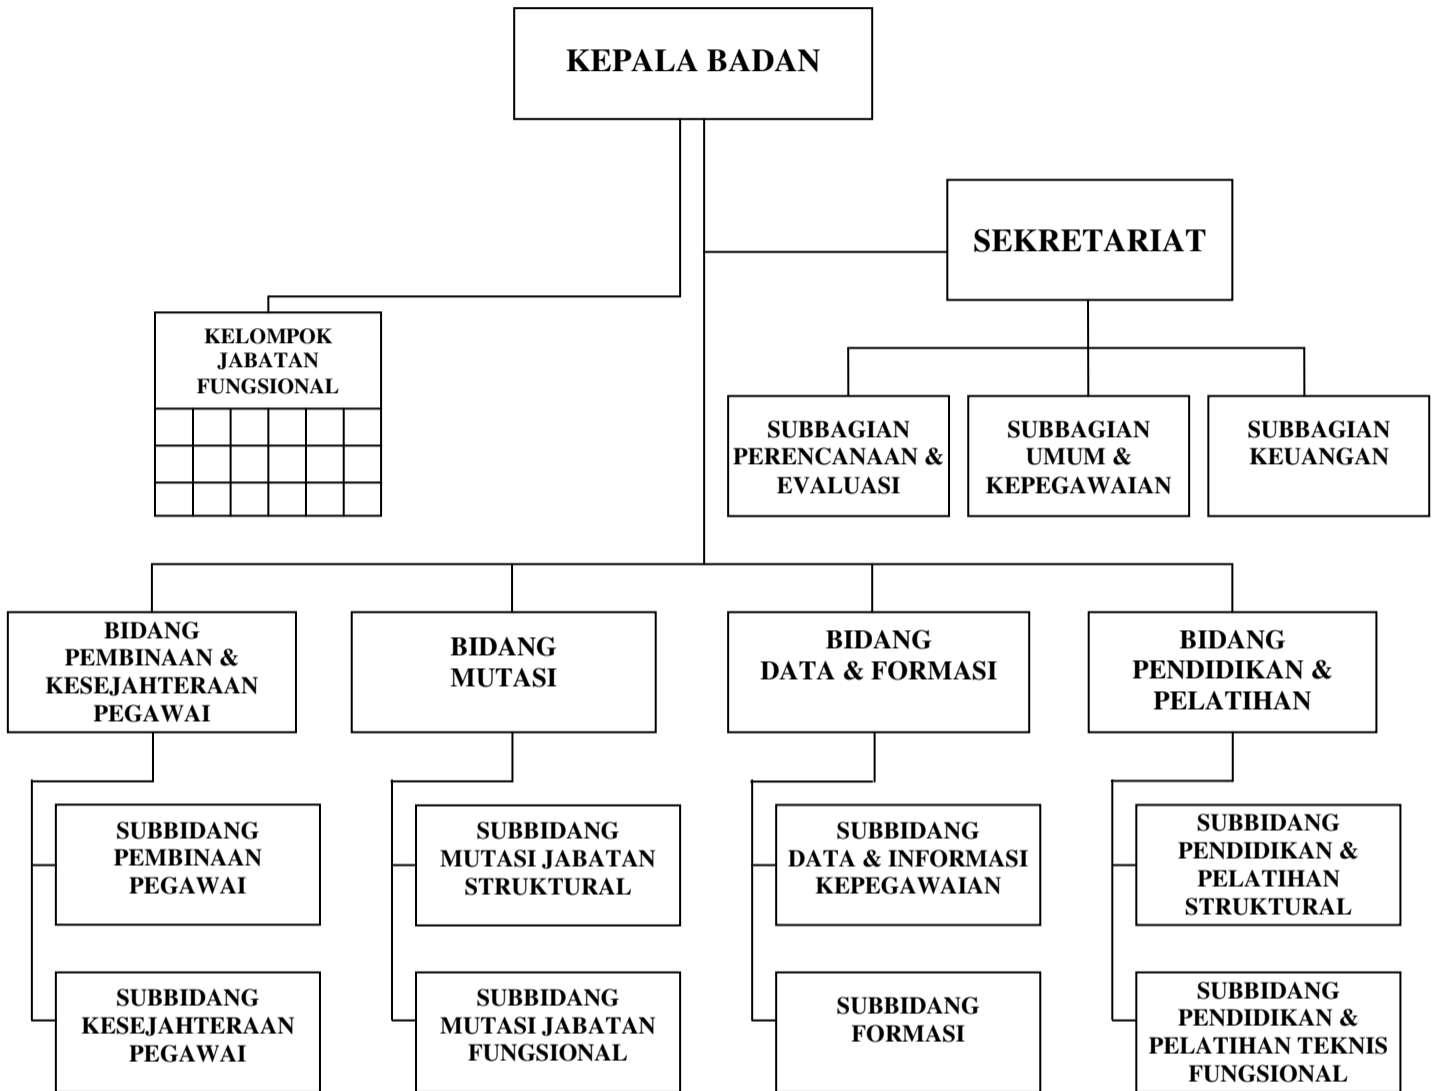 KEPALA BADAN
SEKRETARIAT
KELOMPOK
JABATAN
FUNGSIONAL
SUBBAGIAN
PERENCANAAN &
EVALUASI
SUBBAGIAN
UMUM &
KEPEGAWAIAN
SUBBAGIAN
KEUANGAN
BIDANG
PEMBINAAN &
KESEJAHTERAAN
PEGAWAI
BIDANG
MUTASI
BIDANG
DATA & FORMASI
BIDANG
PENDIDIKAN &
PELATIHAN
SUBBIDANG
PEMBINAAN
PEGAWAI
SUBBIDANG
MUTASI JABATAN
STRUKTURAL
SUBBIDANG
DATA & INFORMASI
KEPEGAWAIAN
SUBBIDANG
PENDIDIKAN &
PELATIHAN
STRUKTURAL
SUBBIDANG
KESEJAHTERAAN
PEGAWAI
SUBBIDANG
MUTASI JABATAN
FUNGSIONAL
SUBBIDANG
FORMASI
SUBBIDANG
PENDIDIKAN &
PELATIHAN TEKNIS
FUNGSIONAL